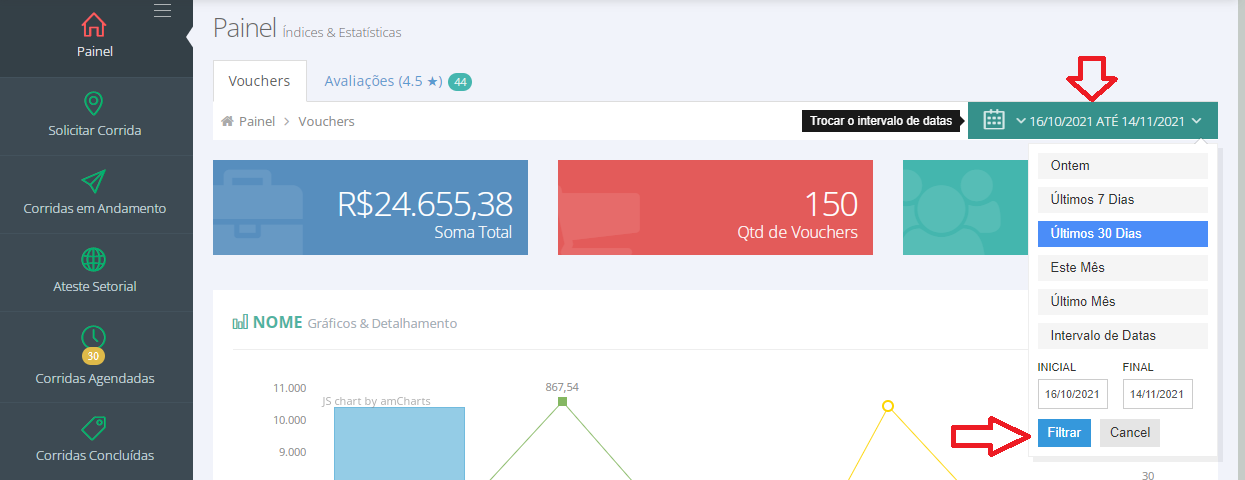 Painel
Solicitar Corrida
Corridas em Andamento
Ateste Setorial
30
Corridas Agendadas
Corridas Concluídas
Painel Índices & Estatísticas
Vouchers
Avaliações (4.5 ★) 44
Painel > Vouchers
Trocar o intervalo de datas
16/10/2021 ATÉ 14/11/2021
R$24.655,38
Soma Total
150
Qtd de Vouchers
Ontem
Últimos 7 Dias
Últimos 30 Dias
Este Mês
Último Mês
Intervalo de Datas
INICIAL FINAL
16/10/2021 14/11/2021
Filtrar Cancel
NOME Gráficos & Detalhamento
11.000
10.000
9.000
JS chart by amCharts
867,54
30